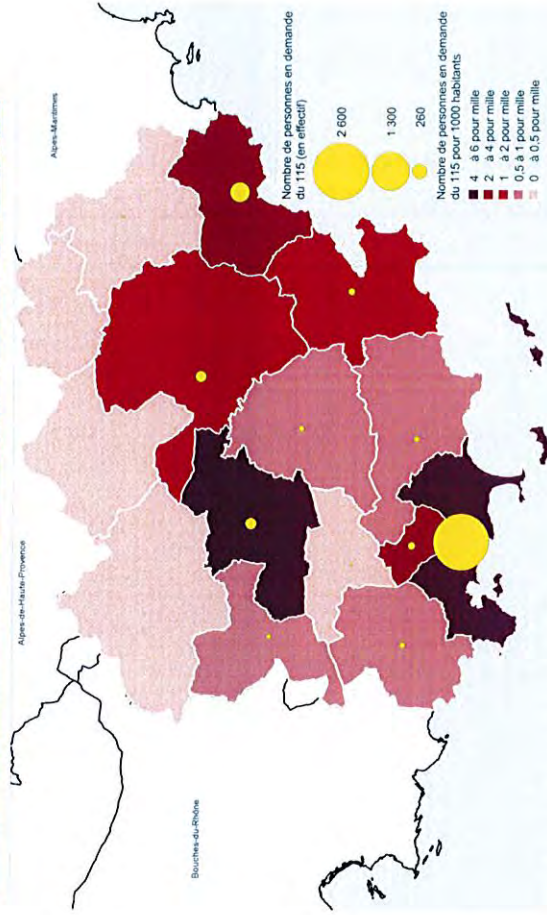 Alpes-de-Haute-Provence
Alpes-Maritimes
Bouches-du-Rhône
Nombre de personnes en demande
du 115 (en effectif)
2 600
1 300
260
Nombre de personnes en demande
du 115 pour 1000 habitants
4 à 6 pour mille
2 à 4 pour mille
1 à 2 pour mille
0,5 à 1 pour mille
0 à 0,5 pour mille